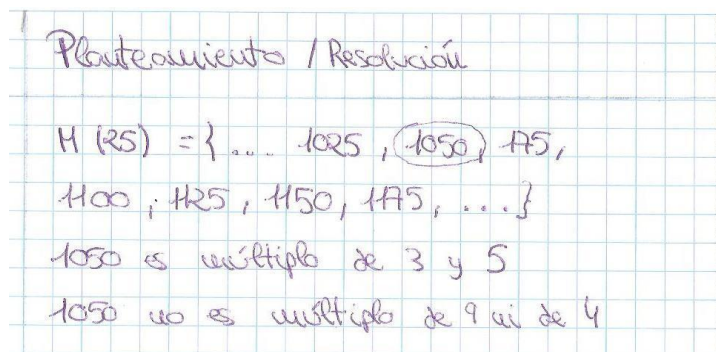 Planteamiento / Resolución
M (25) = {... 1025, 1050, 175,
1100, 1125, 1150, 1175, ....}
1050 es múltiplo de 3 y 5
1050 no es múltiplo de 9 ni de 4